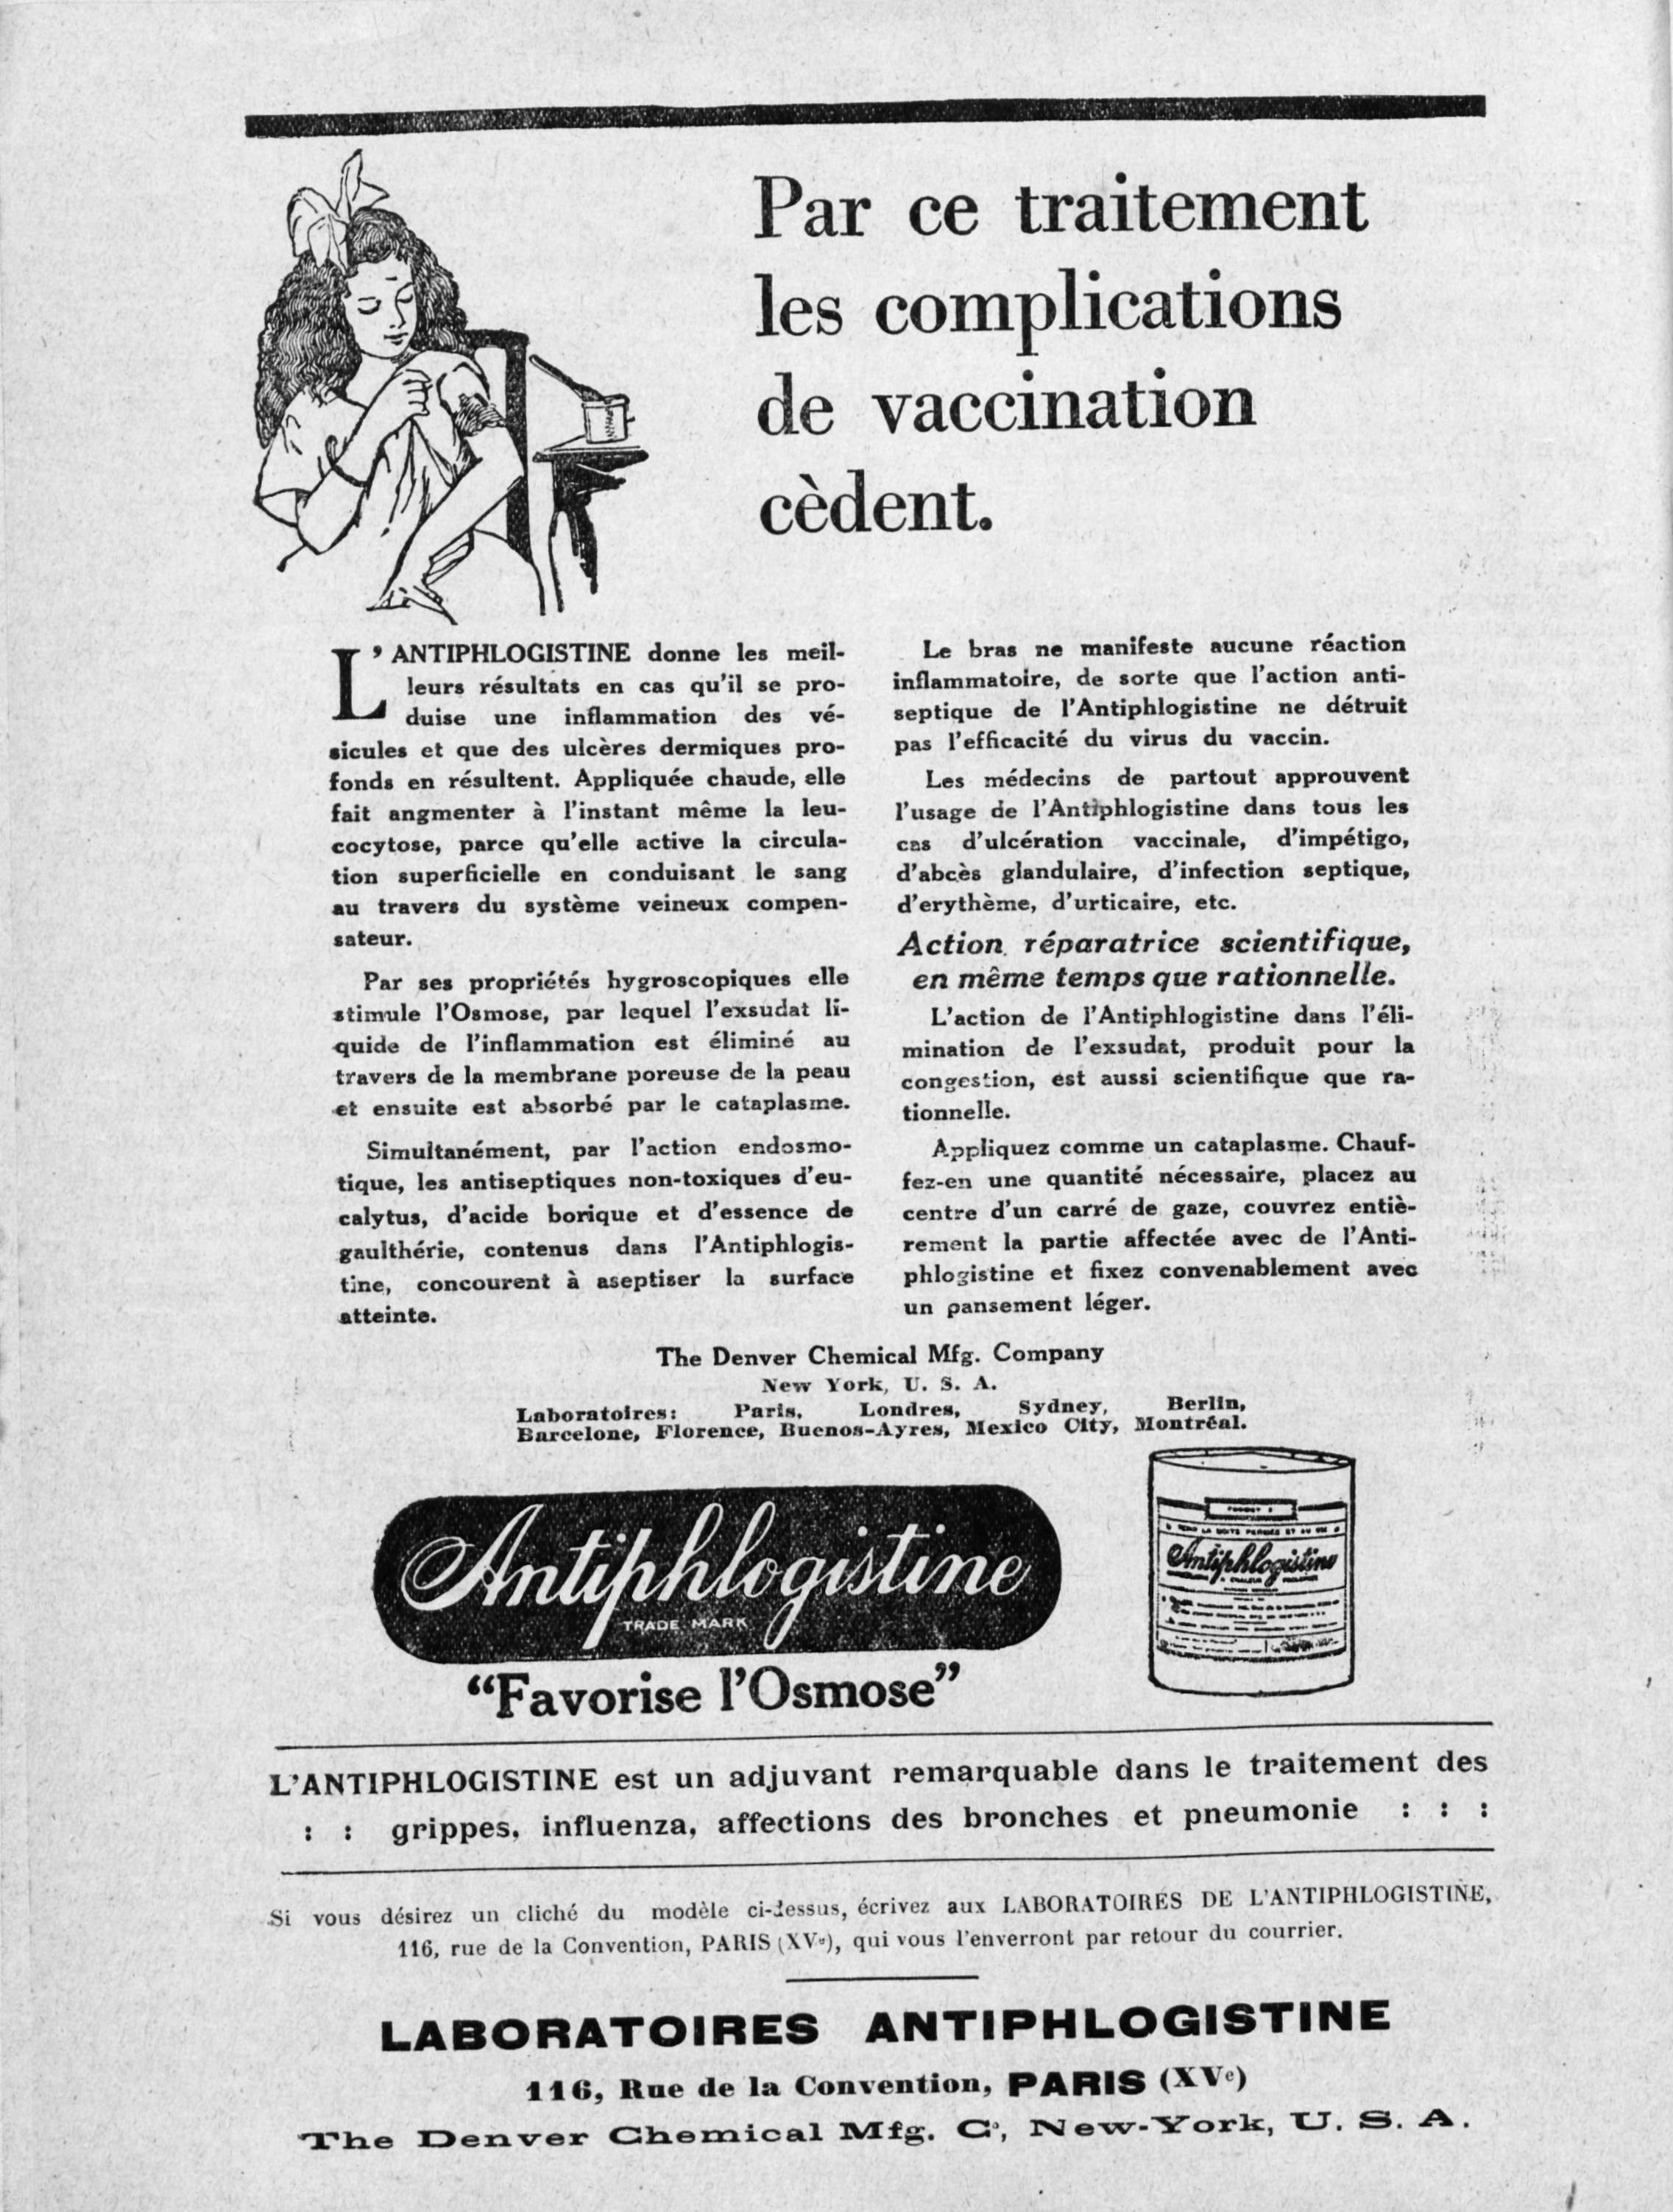 Par ce traitement
les complications
de vaccination
cèdent.
L'ANTIPHLOGISTINE donne les meil-
leurs résultats en cas qu'il se pro-
duise une inflammation des vé-
sicules et que des ulcères dermiques pro-
fonds en résultent. Appliquée chaude, elle
fait angmenter à l'instant même la leu-
cocytose, parce qu'elle active la circula-
tion superficielle en conduisant le sang
au travers du système veineux compen-
sateur.
Par ses propriétés hygroscopiques elle
stimule l'Osmose, par lequel l'exsudat li-
quide de l'inflammation est éliminé au
travers de la membrane poreuse de la peau
et ensuite est absorbé par le cataplasme.
Simultanément, par l'action endosmo-
tique, les antiseptiques non-toxiques d'eu-
calytus, d'acide borique et d'essence de
gaulthérie, contenus dans l'Antiphlogis-
tine, concourent à aseptiser la surface
atteinte.
Le bras ne manifeste aucune réaction
inflammatoire, de sorte que l'action anti-
septique de l'Antiphlogistine ne détruit
pas l'efficacité du virus du vaccin.
Les médecins de partout approuvent
l'usage de l'Antiphlogistine dans tous les
cas d'ulcération vaccinale, d'impétigo,
d'abcès glandulaire, d'infection septique,
d'erythème, d'urticaire, etc.
Action réparatrice scientifique,
en même temps que rationnelle.
L'action de l'Antiphlogistine dans l'éli-
mination de l'exsudat, produit pour la
congestion, est aussi scientifique que ra-
tionnelle.
Appliquez comme un cataplasme. Chauf-
fez-en une quantité nécessaire, placez au
centre d'un carré de gaze, couvrez entiè-
rement la partie affectée avec de l'Anti-
phlogistine et fixez convenablement avec
un pansement léger.
The Denver Chemical Mfg. Company
New York, U. S. A.
Laboratoires: Paris, Londres, Sydney, Berlin,
Barcelone, Florence, Buenos-Ayres, Mexico City, Montréal.
Antiphlogistine
TRADE MARK
"Favorise l'Osmose"
Antiphlogistine
L'ANTIPHLOGISTINE est un adjuvant remarquable dans le traitement des
: : grippes, influenza, affections des bronches et pneumonie : : :
Si vous désirez un cliché du modèle ci-dessus, écrivez aux LABORATOIRES DE L'ANTIPHLOGISTINE,
116, rue de la Convention, PARIS (XVe), qui vous l'enverront par retour du courrier.
LABORATOIRES ANTIPHLOGISTINE
116, Rue de la Convention, PARIS (XVe)
The Denver Chemical Mfg. Co, New-York, U. S. A.